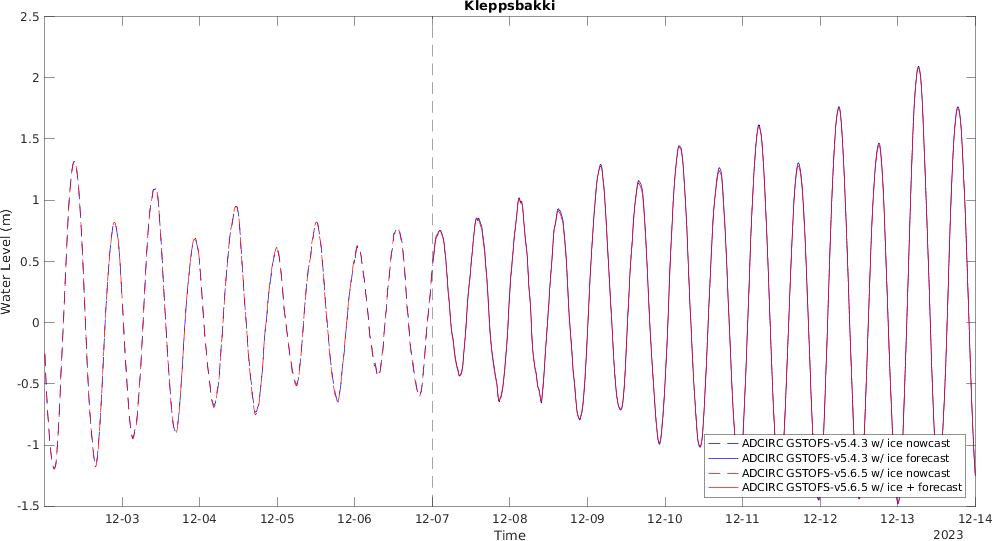 Kleppsbakki
2.5
2
1.5
1
0.5
0
-0.5
-1
-1.5
Water Level (m)
ADCIRC GSTOFS-v5.4.3 w/ ice nowcast
ADCIRC GSTOFS-v5.4.3 w/ ice forecast
ADCIRC GSTOFS-v5.6.5 w/ ice nowcast
ADCIRC GSTOFS-v5.6.5 w/ ice + forecast
12-03 12-04 12-05 12-06 12-07 12-08 12-09 12-10 12-11 12-12 12-13 12-14
Time
2023